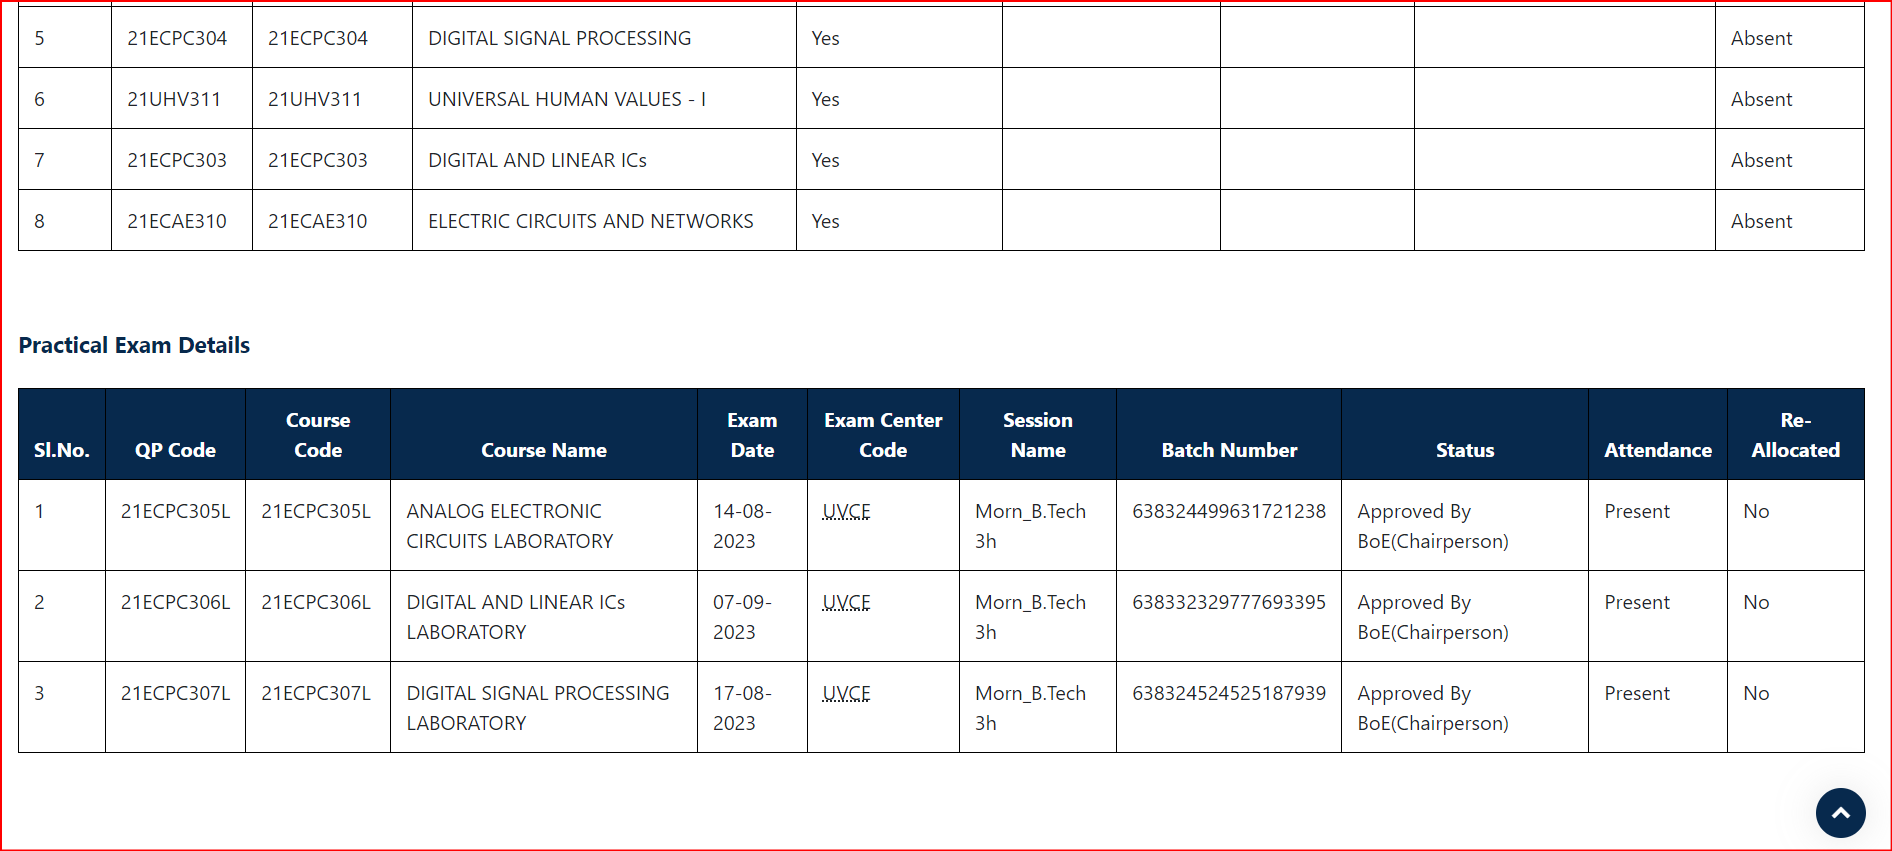 5 21ECPC304 21ECPC304 DIGITAL SIGNAL PROCESSING Yes Absent
6 21UHV311 21UHV311 UNIVERSAL HUMAN VALUES - I Yes Absent
7 21ECPC303 21ECPC303 DIGITAL AND LINEAR ICs Yes Absent
8 21ECAE310 21ECAE310 ELECTRIC CIRCUITS AND NETWORKS Yes Absent
Practical Exam Details
Course Exam Exam Center Session Re-
Sl.No. QP Code Code Course Name Date Code Name Batch Number Status Attendance Allocated
1 21ECPC305L 21ECPC305L ANALOG ELECTRONIC 14-08- UVCE Morn_B.Tech 638324499631721238 Approved By Present No
CIRCUITS LABORATORY 2023 3h BoE(Chairperson)
2 21ECPC306L 21ECPC306L DIGITAL AND LINEAR ICs 07-09- UVCE Morn_B.Tech 638332329777693395 Approved By Present No
LABORATORY 2023 3h BoE(Chairperson)
3 21ECPC307L 21ECPC307L DIGITAL SIGNAL PROCESSING 17-08- UVCE Morn_B.Tech 638324524525187939 Approved By Present No
LABORATORY 2023 3h BoE(Chairperson)